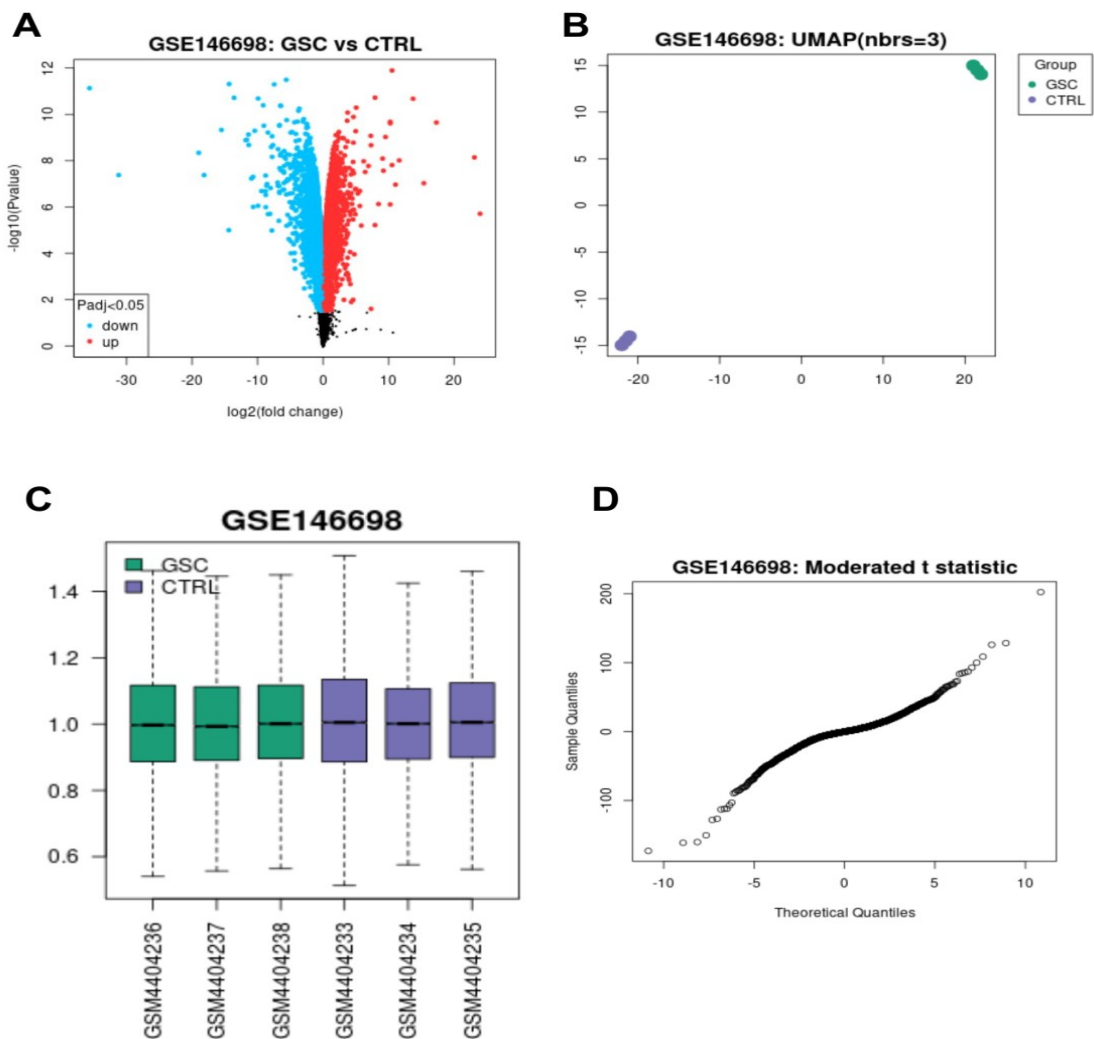 A
GSE146698: GSC vs CTRL
-log10(Pvalue)
12
10
8
6
4
2
0
Padj<0.05
down
up
-30 -20 -10 0 10 20
log2(fold change)
B
GSE146698: UMAP(nbrs=3)
15
10
5
0
-5
-10
-15
-20 -10 0 10 20
Group
GSC
CTRL
C
GSE146698
GSC
CTRL
1.4
1.2
1.0
0.8
0.6
GSM4404236
GSM4404237
GSM4404238
GSM4404233
GSM4404234
GSM4404235
D
GSE146698: Moderated t statistic
Sample Quantiles
200
100
0
-100
-10 -5 0 5 10
Theoretical Quantiles